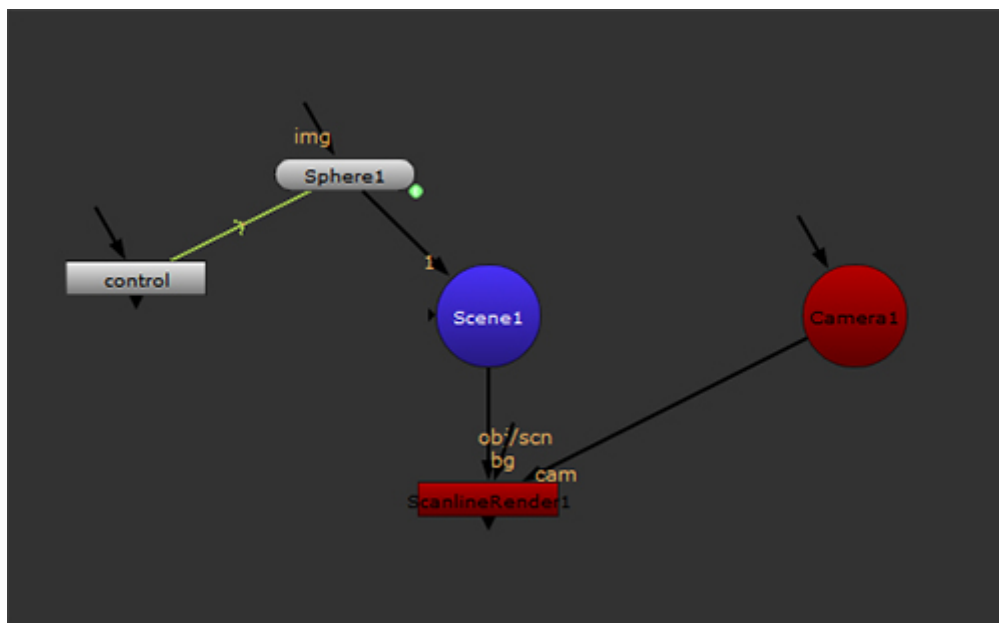 img
Sphere1
control
1
Scene1
Camera1
obj/scn
bg
cam
ScanlineRender1